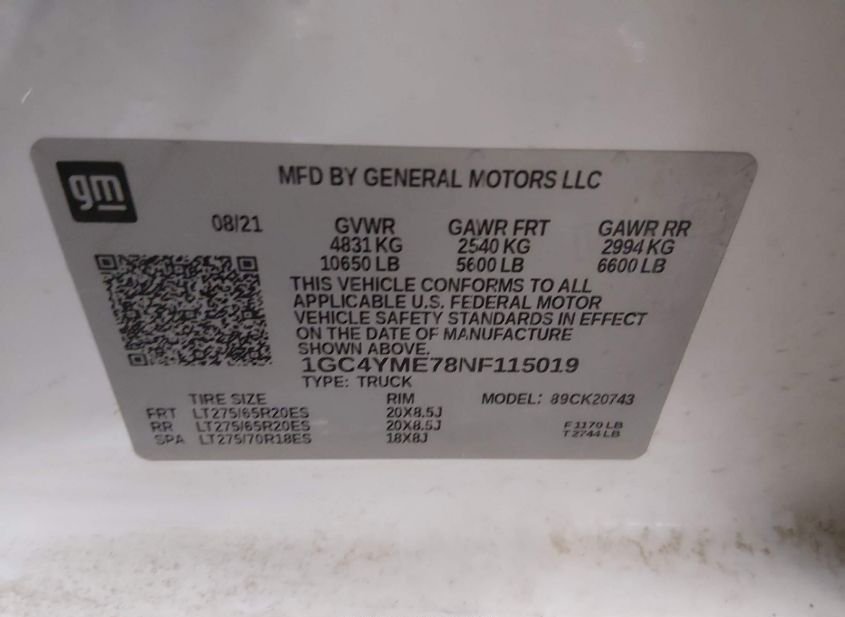 gm
MFD BY GENERAL MOTORS LLC
08/21 GVWR GAWR FRT GAWR RR
4831 KG 2540 KG 2994 KG
10650 LB 5600 LB 6600 LB
THIS VEHICLE CONFORMS TO ALL
APPLICABLE U.S. FEDERAL MOTOR
VEHICLE SAFETY STANDARDS IN EFFECT
ON THE DATE OF MANUFACTURE
SHOWN ABOVE.
1GC4YME78NF115019
TYPE: TRUCK
TIRE SIZE RIM MODEL: 89CK20743
FRT LT275/65R20ES 20X8.5J
RR LT275/65R20ES 20X8.5J F 1170 LB
SPA LT275/70R18ES 18X8J T 2744 LB